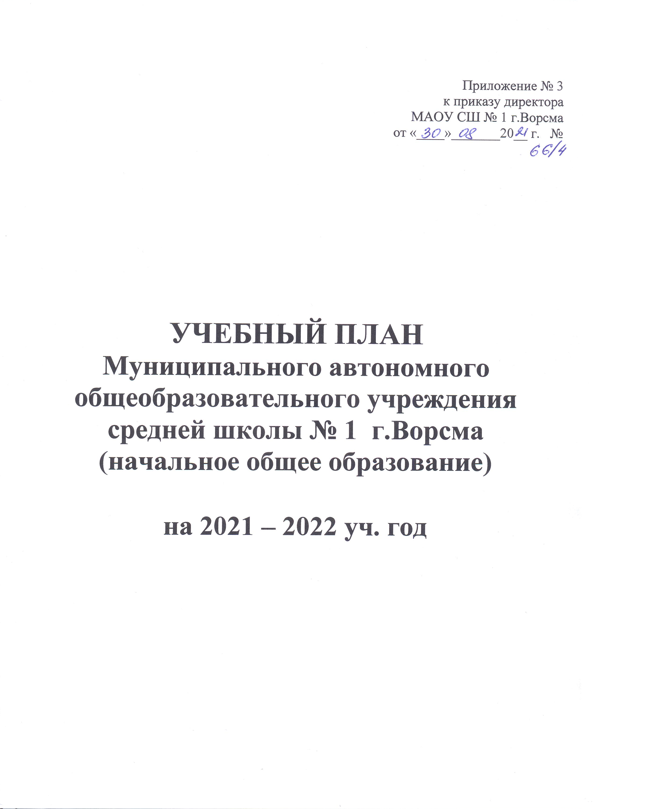 Приложение № 3
к приказу директора
МАОУ СШ № 1 г.Ворсма
от «30» 08 2021 г. №
66/4
УЧЕБНЫЙ ПЛАН
Муниципального автономного
общеобразовательного учреждения
средней школы № 1 г.Ворсма
(начальное общее образование)
на 2021 – 2022 уч. год